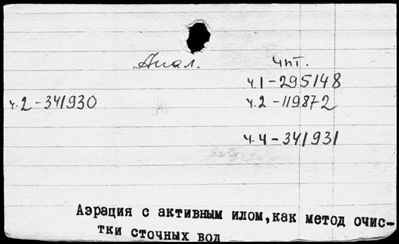 Анал. Чит.
ч.1-295148
ч.2-341930 ч.2-119872
ч.4-341931
Аэрация с активным илом,как метод очис-
тки сточных вод